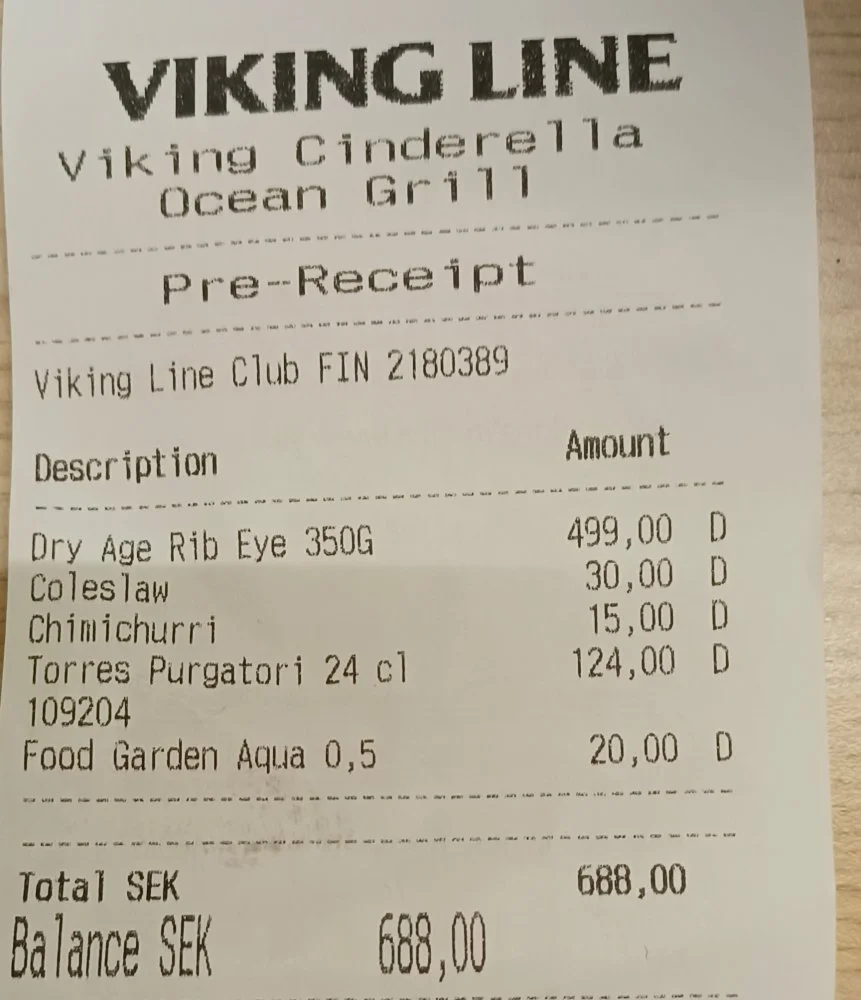 VIKING LINE
Viking Cinderella
Ocean Grill
Pre-Receipt
Viking Line Club FIN 2180389
Description Amount
Dry Age Rib Eye 350G 499,00 D
Coleslaw 30,00 D
Chimichurri 15,00 D
Torres Purgatori 24 cl 124,00 D
109204
Food Garden Aqua 0,5 20,00 D
Total SEK 688,00
Balance SEK 688,00